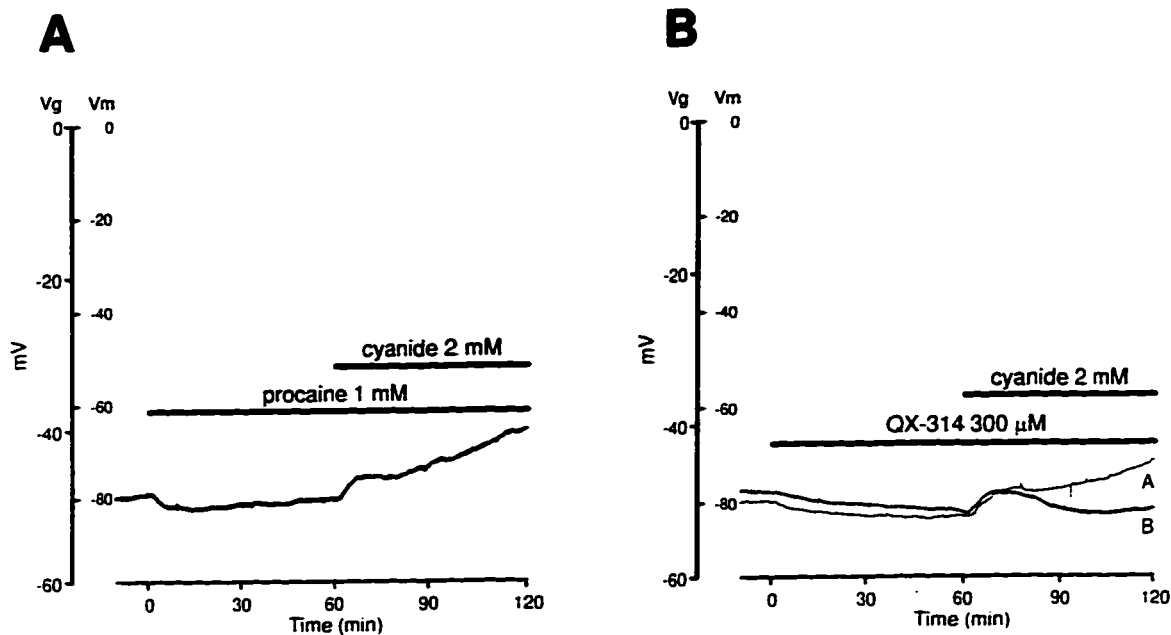 A
Vg Vm
0 0
-20
-20
-40
mV
cyanide 2 mM
procaine 1 mM
-60
-40
-80
-60
0 30 60 90 120
Time (min)
B
Vg Vm
0 0
-20
-20
-40
mV
cyanide 2 mM
-60
-40
QX-314 300 μM
A
-80
B
-60
0 30 60 90 120
Time (min)